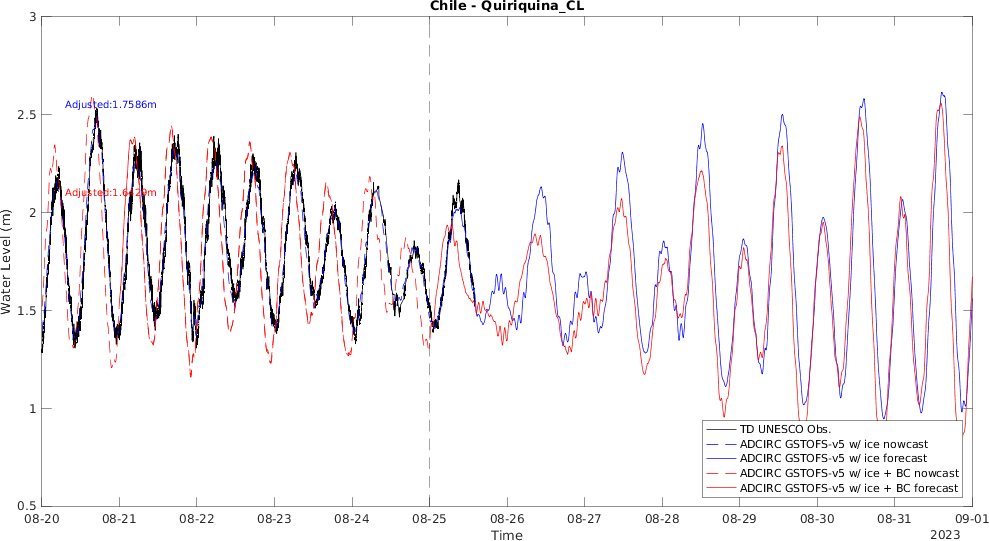 Chile - Quiriquina_CL
3
2.5
2
1.5
1
0.5
Water Level (m)
Adjusted:1.7586m
TD UNESCO Obs.
ADCIRC GSTOFS-v5 w/ ice nowcast
ADCIRC GSTOFS-v5 w/ ice forecast
ADCIRC GSTOFS-v5 w/ ice + BC nowcast
ADCIRC GSTOFS-v5 w/ ice + BC forecast
08-20 08-21 08-22 08-23 08-24 08-25 08-26 08-27 08-28 08-29 08-30 08-31 09-01
Time
2023